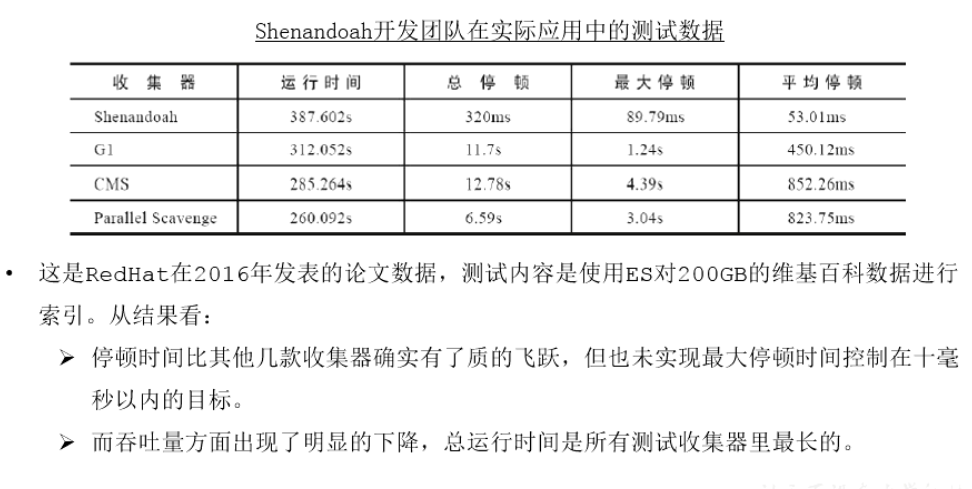 Shenandoah开发团队在实际应用中的测试数据
收集器 运行时间 总停顿 最大停顿 平均停顿
Shenandoah 387.602s 320ms 89.79ms 53.01ms
G1 312.052s 11.7s 1.24s 450.12ms
CMS 285.264s 12.78s 4.39s 852.26ms
Parallel Scavenge 260.092s 6.59s 3.04s 823.75ms
• 这是RedHat在2016年发表的论文数据，测试内容是使用ES对200GB的维基百科数据进行
索引。从结果看：
➢ 停顿时间比其他几款收集器确实有了质的飞跃，但也未实现最大停顿时间控制在十毫
秒以内的目标。
➢ 而吞吐量方面出现了明显的下降，总运行时间是所有测试收集器里最长的。